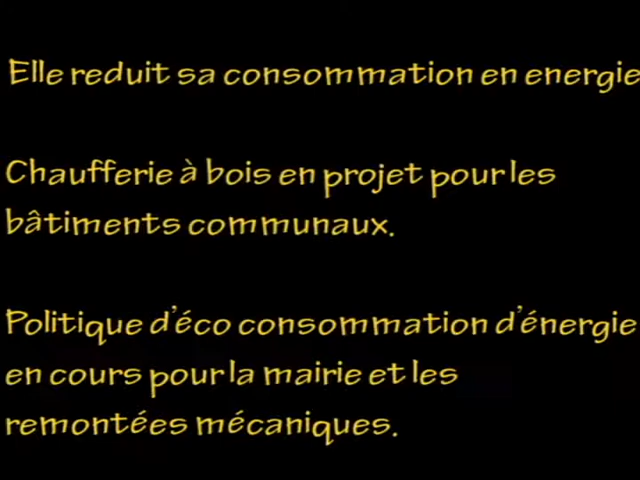 Elle reduit sa consommation en energie
Chaufferie à bois en projet pour les
bâtiments communaux.
Politique d'éco consommation d'énergie
en cours pour la mairie et les
remontées mécaniques.